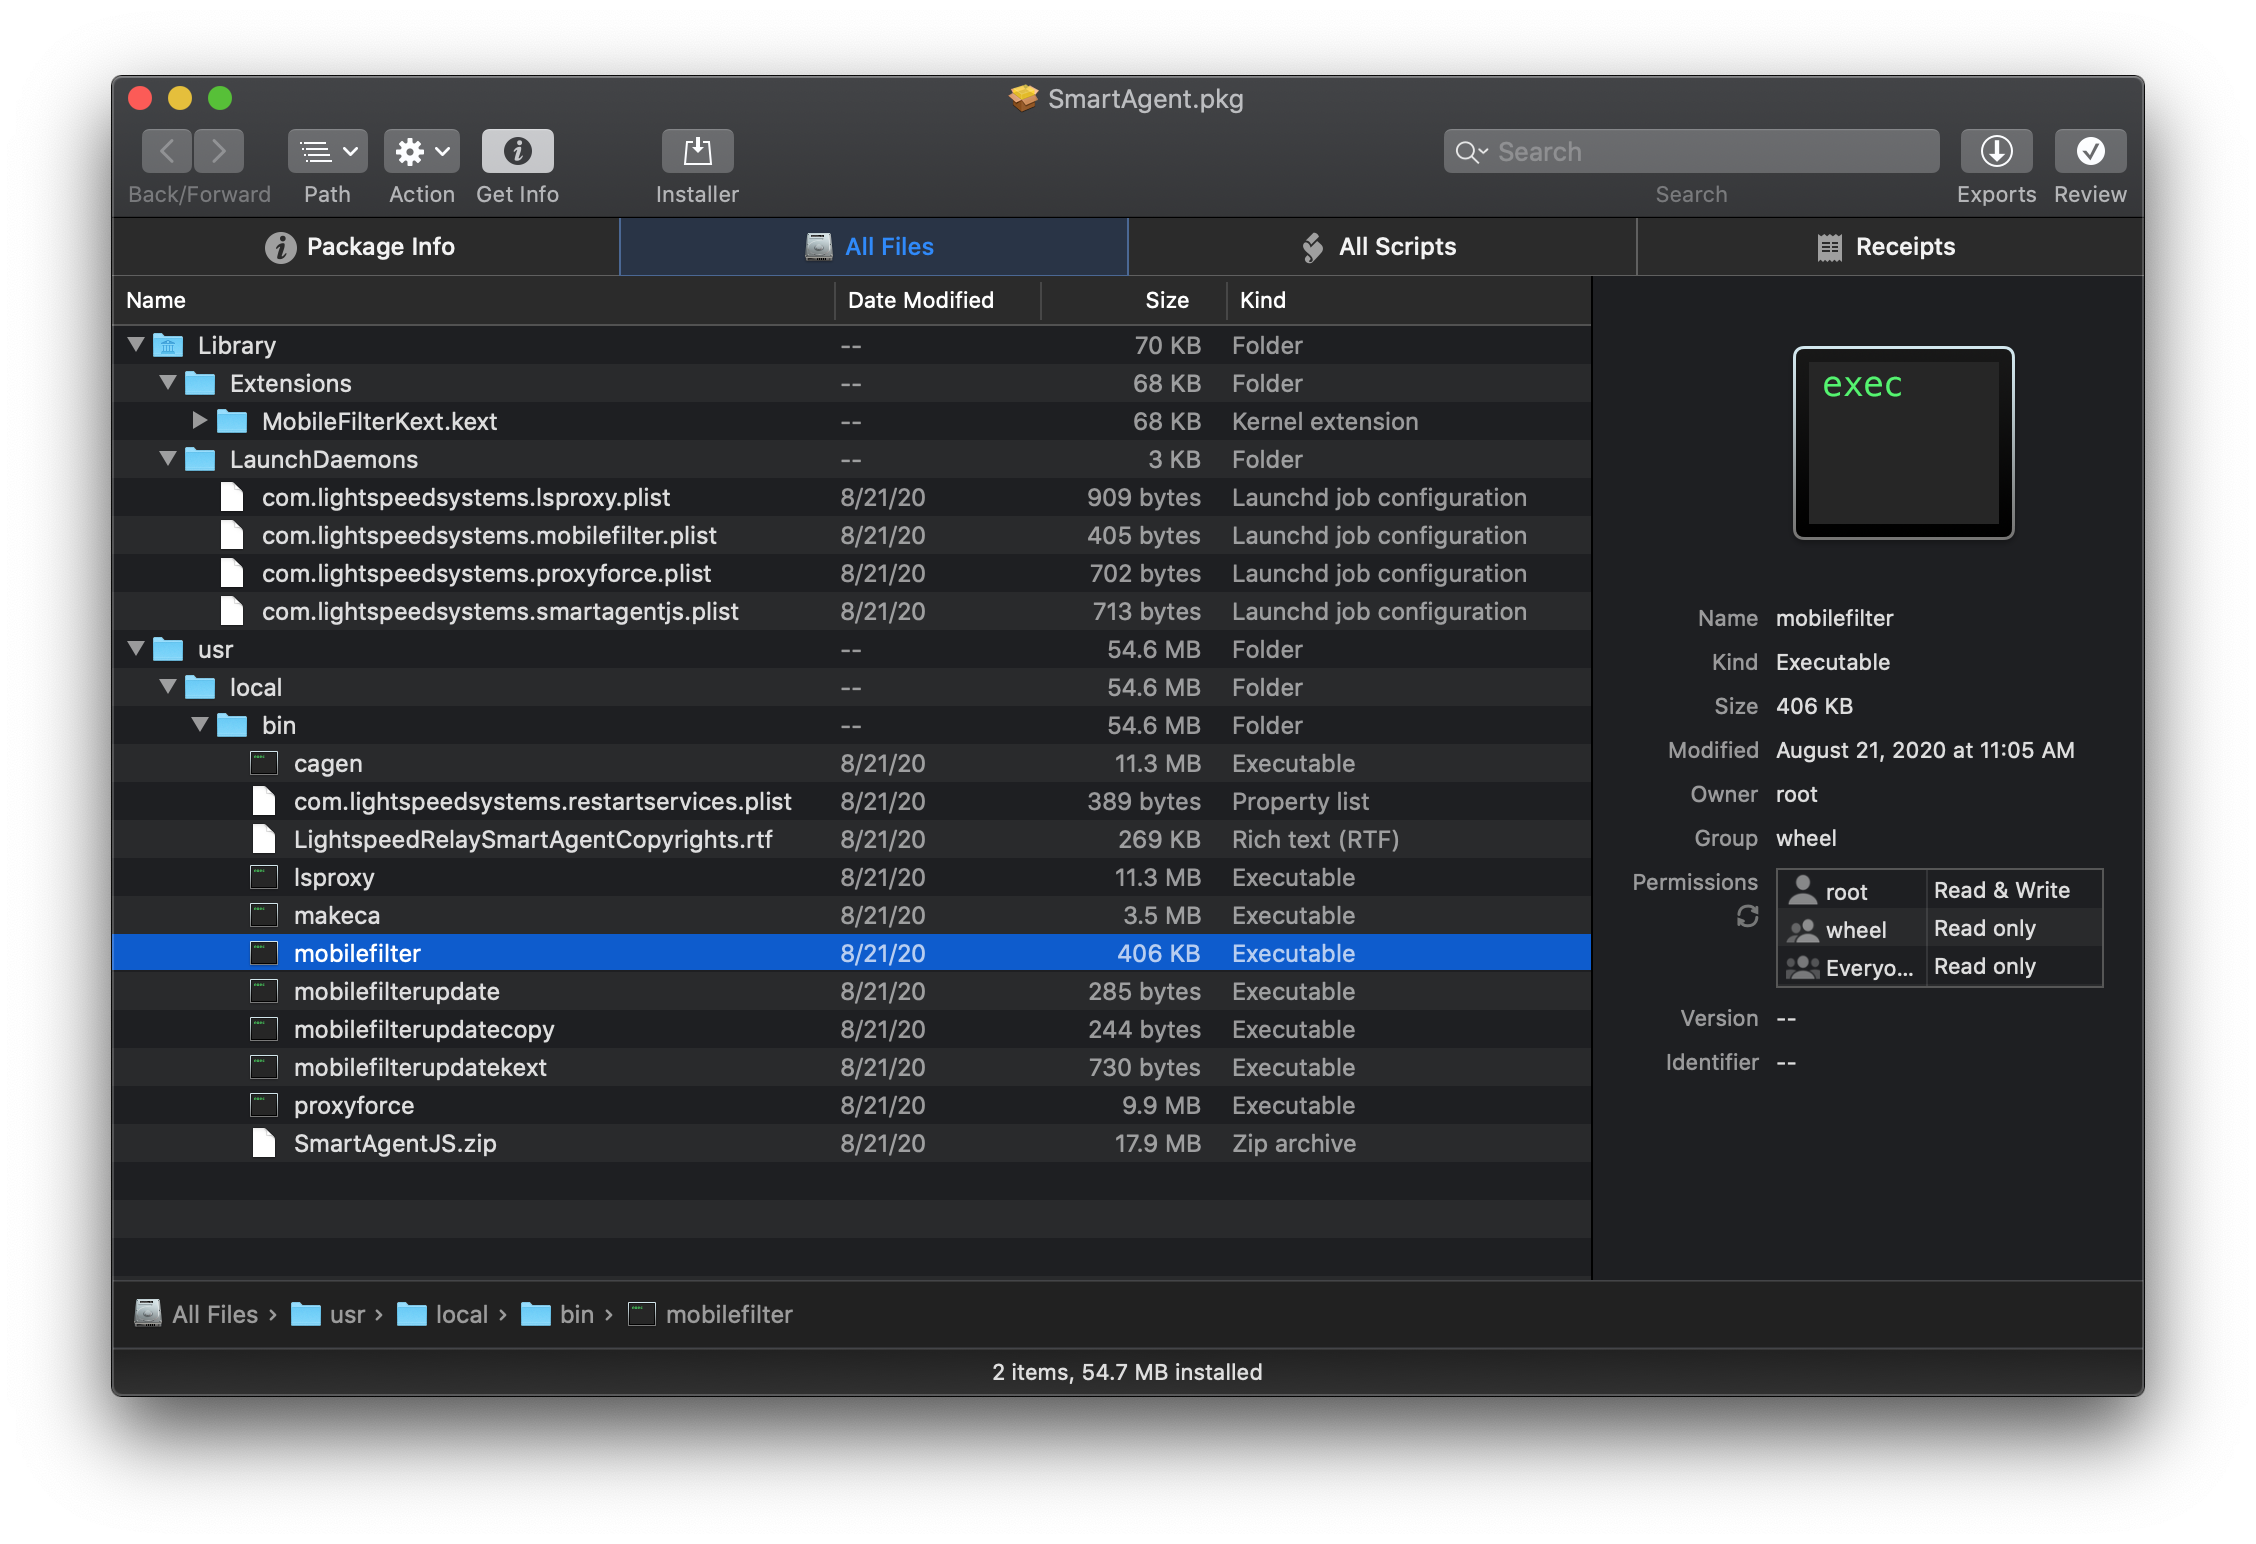 SmartAgent.pkg
Search
Back/Forward Path Action Get Info Installer Search Exports Review
Package Info All Files All Scripts Receipts
Name Date Modified Size Kind
Library -- 70 KB Folder
Extensions -- 68 KB Folder
MobileFilterKext.kext -- 68 KB Kernel extension
LaunchDaemons -- 3 KB Folder
com.lightspeedsystems.lsproxy.plist 8/21/20 909 bytes Launchd job configuration
com.lightspeedsystems.mobilefilter.plist 8/21/20 405 bytes Launchd job configuration
com.lightspeedsystems.proxyforce.plist 8/21/20 702 bytes Launchd job configuration
com.lightspeedsystems.smartagentjs.plist 8/21/20 713 bytes Launchd job configuration
usr -- 54.6 MB Folder
local -- 54.6 MB Folder
bin -- 54.6 MB Folder
cagen 8/21/20 11.3 MB Executable
com.lightspeedsystems.restartservices.plist 8/21/20 389 bytes Property list
LightspeedRelaySmartAgentCopyrights.rtf 8/21/20 269 KB Rich text (RTF)
lsproxy 8/21/20 11.3 MB Executable
makeca 8/21/20 3.5 MB Executable
mobilefilter 8/21/20 406 KB Executable
mobilefilterupdate 8/21/20 285 bytes Executable
mobilefilterupdatecopy 8/21/20 244 bytes Executable
mobilefilterupdatekext 8/21/20 730 bytes Executable
proxyforce 8/21/20 9.9 MB Executable
SmartAgentJS.zip 8/21/20 17.9 MB Zip archive
exec
Name mobilefilter
Kind Executable
Size 406 KB
Modified August 21, 2020 at 11:05 AM
Owner root
Group wheel
Permissions root Read & Write
wheel Read only
Everyo... Read only
Version --
Identifier --
All Files › usr › local › bin › mobilefilter
2 items, 54.7 MB installed